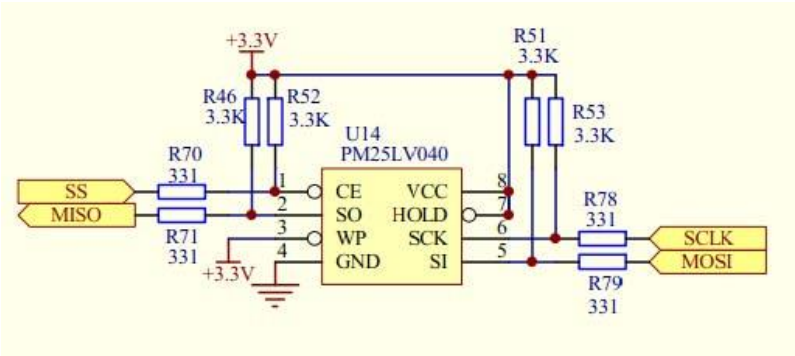 +3.3V
R51
3.3K
R46
3.3K
R52
3.3K
R53
3.3K
U14
PM25LV040
R70
331
SS
MISO
R71
331
+3.3V
1
2
3
4
CE
SO
WP
GND
VCC
HOLD
SCK
SI
8
7
6
5
R78
331
SCLK
MOSI
R79
331